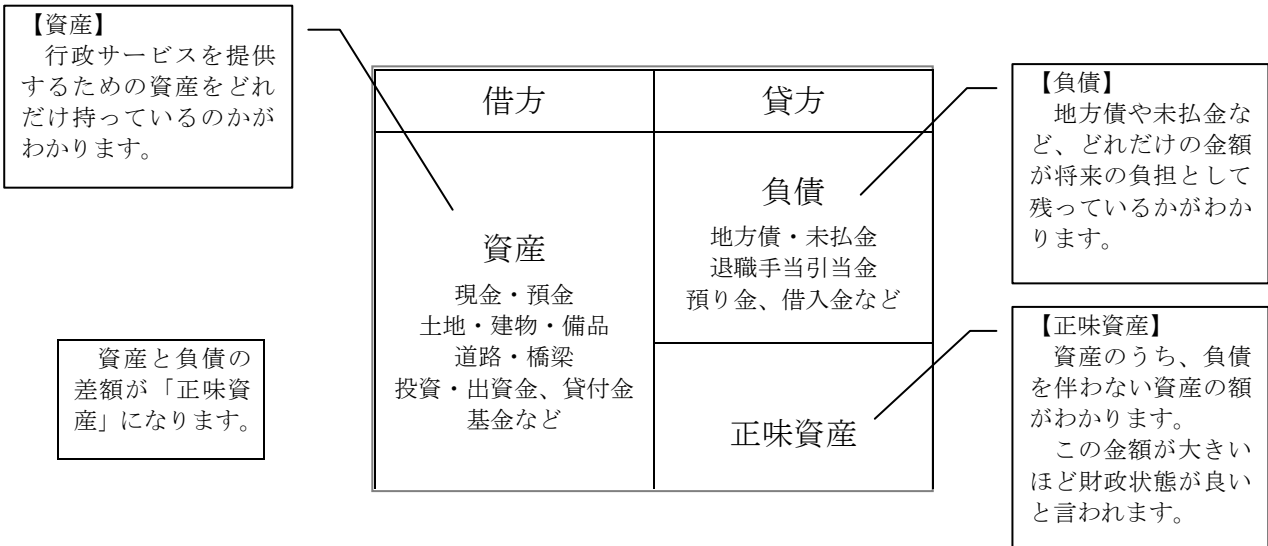 【資産】
　行政サービスを提供
するための資産をどれ
だけ持っているのかが
わかります。
借方
貸方
資産
現金・預金
土地・建物・備品
道路・橋梁
投資・出資金、貸付金
基金など
負債
地方債・未払金
退職手当引当金
預り金、借入金など
正味資産
【負債】
　地方債や未払金な
ど、どれだけの金額
が将来の負担として
残っているかがわか
ります。
【正味資産】
　資産のうち、負債
を伴わない資産の額
がわかります。
　この金額が大きい
ほど財政状態が良い
と言われます。
　資産と負債の
差額が「正味資
産」になります。